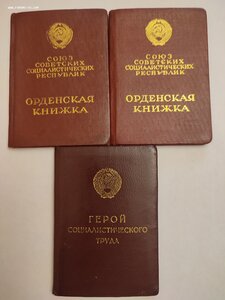 СОЮЗ
СОВЕТСКИХ
СОЦИАЛИСТИЧЕСКИХ
РЕСПУБЛИК
ОРДЕНСКАЯ
КНИЖКА
СОЮЗ
СОВЕТСКИХ
СОЦИАЛИСТИЧЕСКИХ
РЕСПУБЛИК
ОРДЕНСКАЯ
КНИЖКА
ГЕРОЙ
СОЦИАЛИСТИЧЕСКОГО
ТРУДА